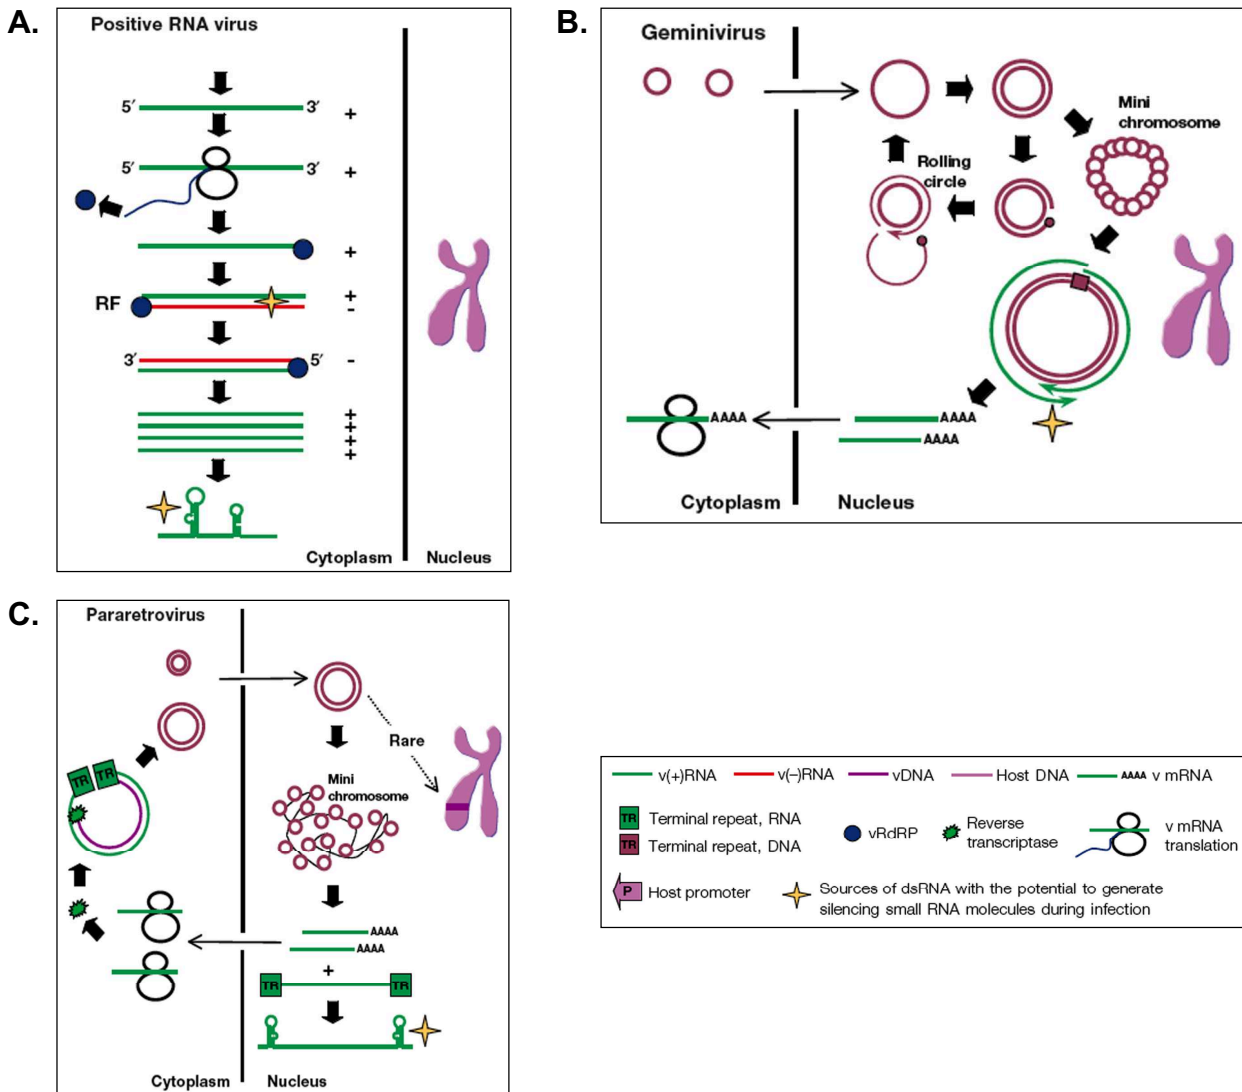 A.
Positive RNA virus
5′ 3′ +
5′ 3′ +
+
RF +
-
3′ 5′ -
+
+
+
+
Cytoplasm Nucleus
B.
Geminivirus
Mini
chromosome
Rolling
circle
AAAA AAAA
AAAA
Cytoplasm Nucleus
C.
Pararetrovirus
Rare
TR TR
Mini
chromosome
AAAA
AAAA
+
TR TR
Cytoplasm Nucleus
v(+)RNA v(−)RNA vDNA Host DNA AAAA v mRNA
TR Terminal repeat, RNA
TR Terminal repeat, DNA
vRdRP
Reverse
transcriptase
v mRNA
translation
P Host promoter
Sources of dsRNA with the potential to generate
silencing small RNA molecules during infection